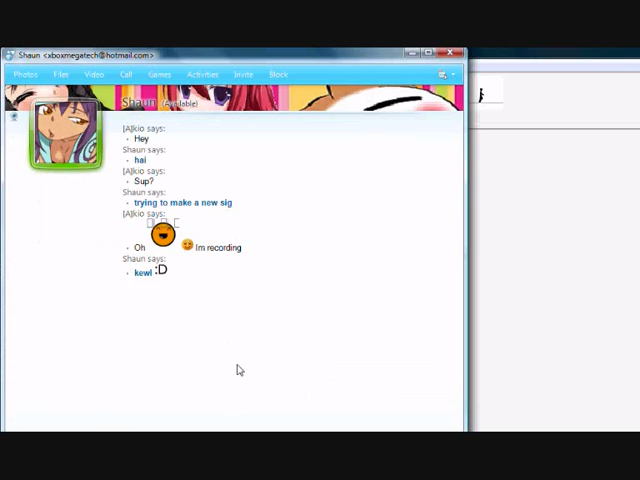 Shaun <xboxmegatech@hotmail.com>
Photos Files Video Call Games Activities Invite Block
Shaun (Available)
[A]kio says:
Hey
Shaun says:
hai
[A]kio says:
Sup?
Shaun says:
trying to make a new sig
[A]kio says:
Oh Im recording
Shaun says:
kewl :D
}